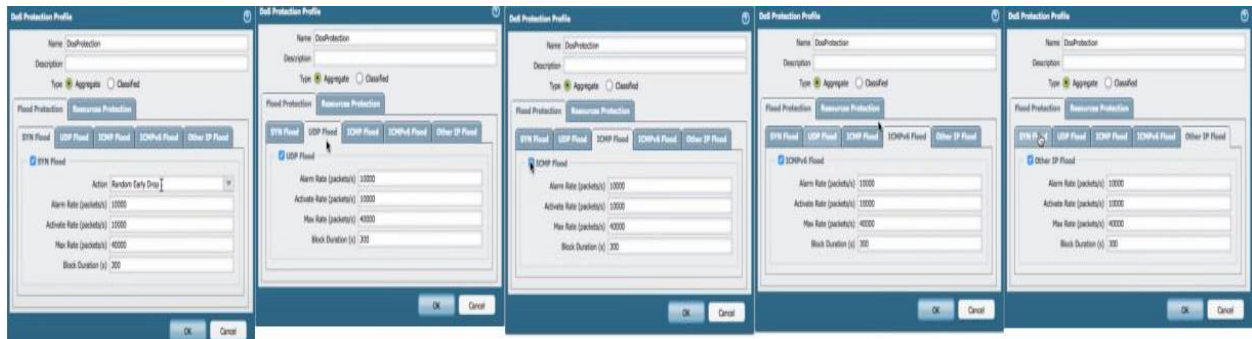 DoS Protection Profile
Name DosProtection
Description
Type Aggregate Classified
Flood Protection Resources Protection
SYN Flood UDP Flood ICMP Flood ICMPv6 Flood Other IP Flood
SYN Flood
Action Random Early Drop
Alarm Rate (packets/s) 10000
Activate Rate (packets/s) 10000
Max Rate (packets/s) 40000
Block Duration (s) 300
OK Cancel
DoS Protection Profile
Name DosProtection
Description
Type Aggregate Classified
Flood Protection Resources Protection
SYN Flood UDP Flood ICMP Flood ICMPv6 Flood Other IP Flood
UDP Flood
Alarm Rate (packets/s) 10000
Activate Rate (packets/s) 10000
Max Rate (packets/s) 40000
Block Duration (s) 300
OK Cancel
DoS Protection Profile
Name DosProtection
Description
Type Aggregate Classified
Flood Protection Resources Protection
SYN Flood UDP Flood ICMP Flood ICMPv6 Flood Other IP Flood
ICMP Flood
Alarm Rate (packets/s) 10000
Activate Rate (packets/s) 10000
Max Rate (packets/s) 40000
Block Duration (s) 300
OK Cancel
DoS Protection Profile
Name DosProtection
Description
Type Aggregate Classified
Flood Protection Resources Protection
SYN Flood UDP Flood ICMP Flood ICMPv6 Flood Other IP Flood
ICMPv6 Flood
Alarm Rate (packets/s) 10000
Activate Rate (packets/s) 10000
Max Rate (packets/s) 40000
Block Duration (s) 300
OK Cancel
DoS Protection Profile
Name DosProtection
Description
Type Aggregate Classified
Flood Protection Resources Protection
SYN Flood UDP Flood ICMP Flood ICMPv6 Flood Other IP Flood
Other IP Flood
Alarm Rate (packets/s) 10000
Activate Rate (packets/s) 10000
Max Rate (packets/s) 40000
Block Duration (s) 300
OK Cancel